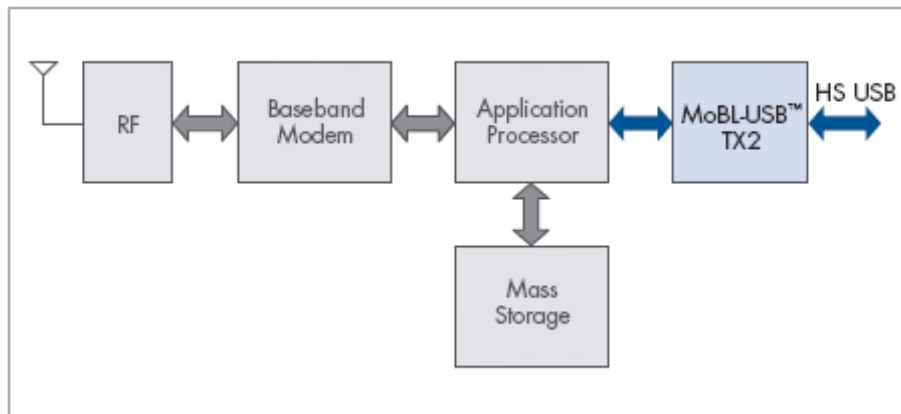 RF
Baseband
Modem
Application
Processor
MoBL-USB™
TX2
HS USB
Mass
Storage